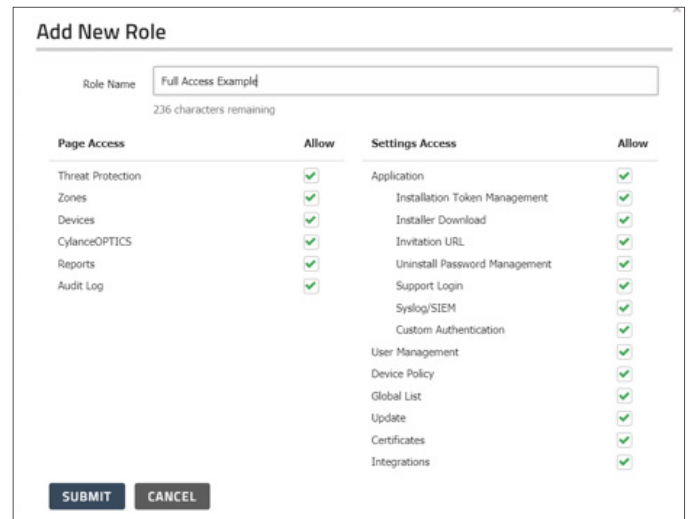 Add New Role
Role Name
Full Access Example
236 characters remaining
Page Access Allow
Threat Protection
Zones
Devices
CylanceOPTICS
Reports
Audit Log
Settings Access Allow
Application
Installation Token Management
Installer Download
Invitation URL
Uninstall Password Management
Support Login
Syslog/SIEM
Custom Authentication
User Management
Device Policy
Global List
Update
Certificates
Integrations
SUBMIT CANCEL